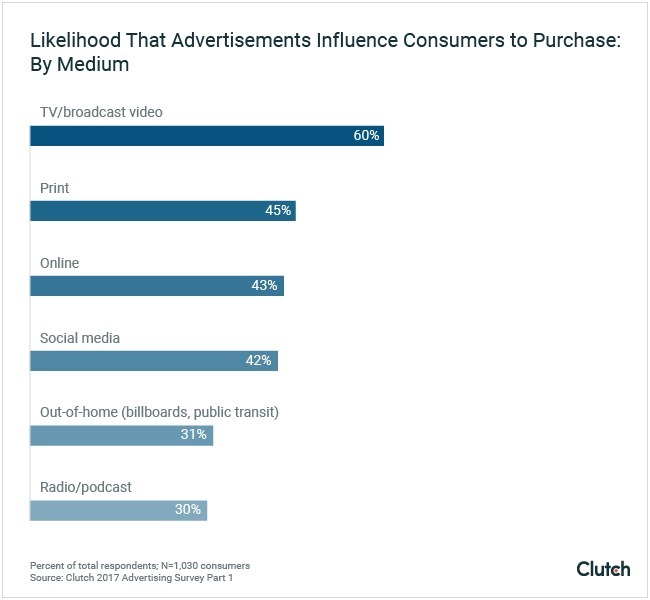 Likelihood That Advertisements Influence Consumers to Purchase:
By Medium
TV/broadcast video
60%
Print
45%
Online
43%
Social media
42%
Out-of-home (billboards, public transit)
31%
Radio/podcast
30%
Percent of total respondents; N=1,030 consumers
Source: Clutch 2017 Advertising Survey Part 1
Clutch